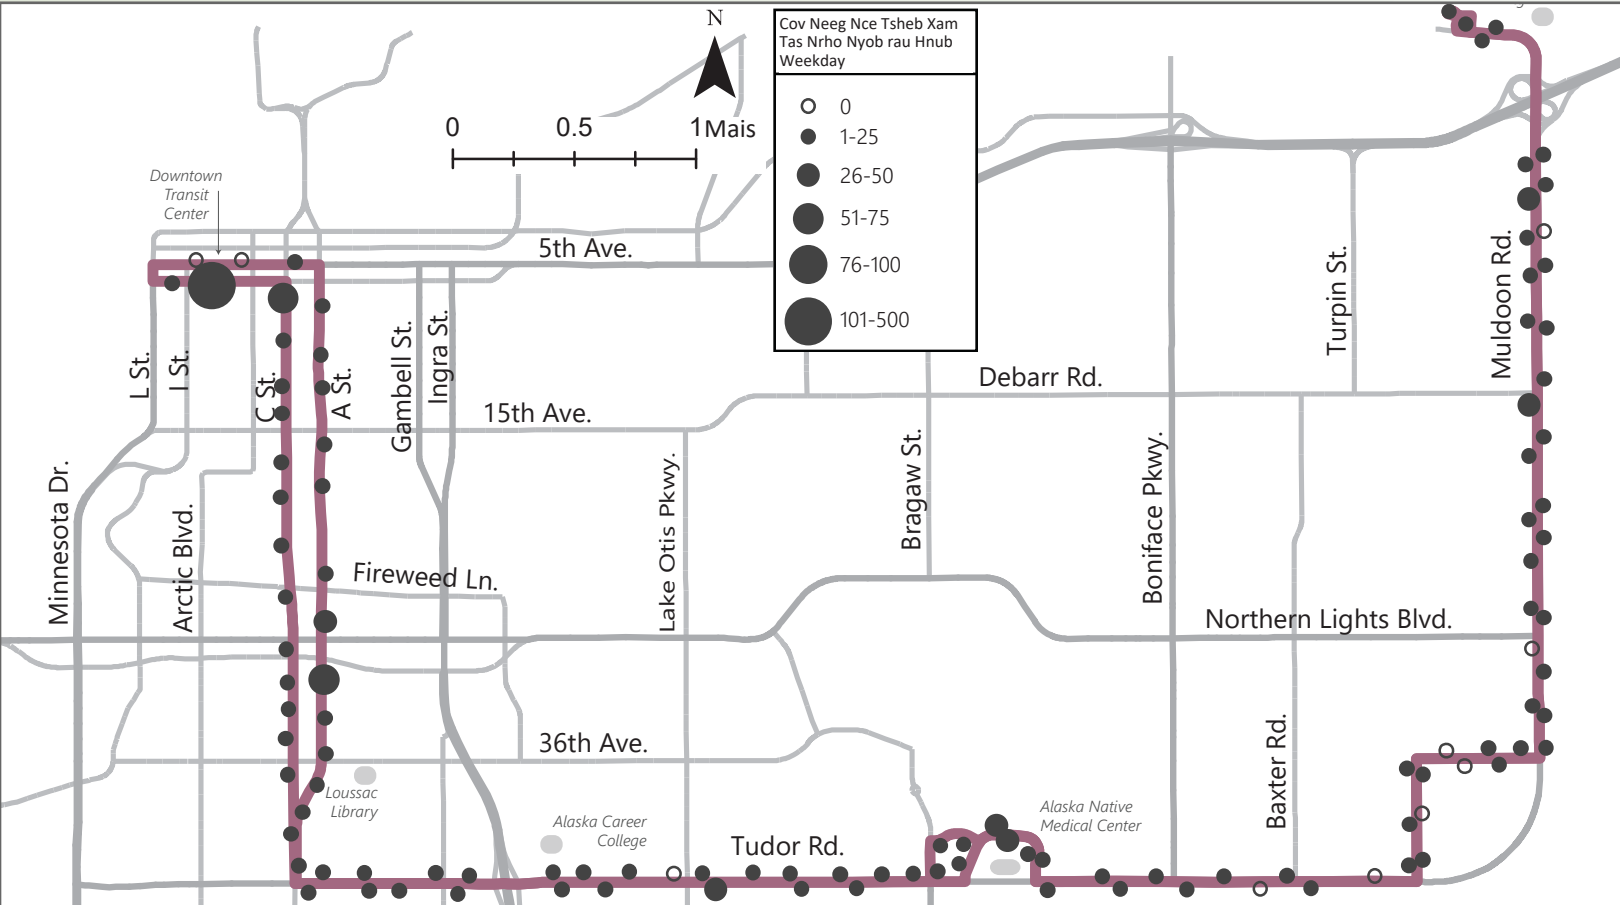 N
Cov Neeg Nce Tsheb Xam
Tas Nrho Nyob rau Hnub
Weekday
0
1-25
26-50
51-75
76-100
101-500
0 0.5 1 Mais
Downtown
Transit
Center
5th Ave.
L St.
I St.
C St.
A St.
Gambell St.
Ingra St.
15th Ave.
Debarr Rd.
Turpin St.
Muldoon Rd.
Minnesota Dr.
Arctic Blvd.
Fireweed Ln.
Lake Otis Pkwy.
Bragaw St.
Boniface Pkwy.
Northern Lights Blvd.
36th Ave.
Baxter Rd.
Loussac
Library
Alaska Career
College
Tudor Rd.
Alaska Native
Medical Center